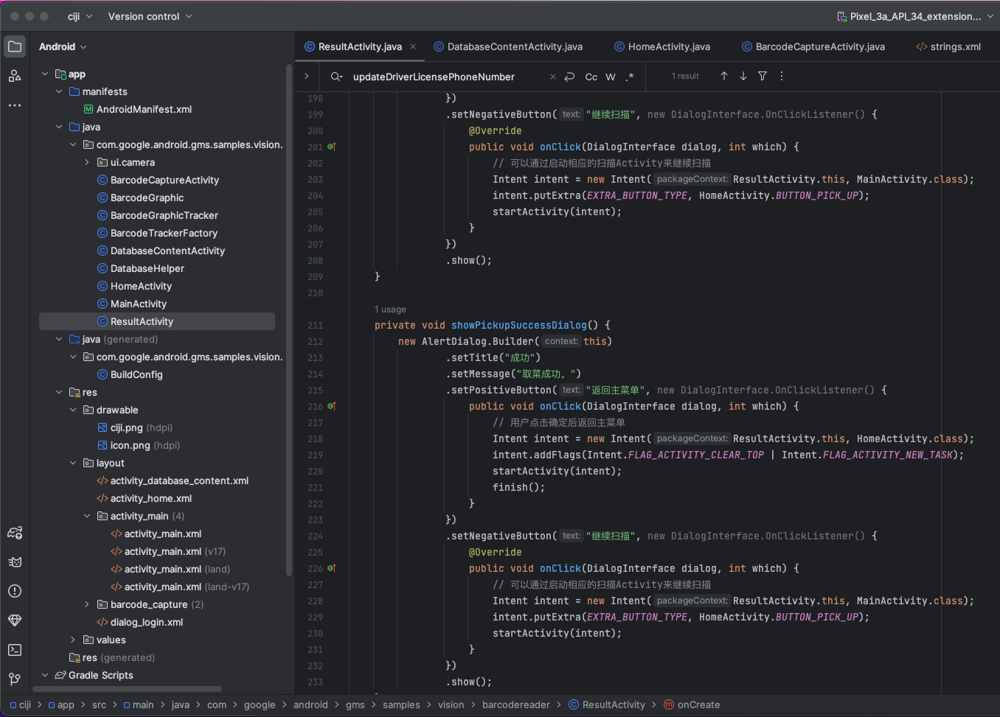 ciji
Version control
Pixel_3a_API_34_extension...
Android
ResultActivity.java
DatabaseContentActivity.java
HomeActivity.java
BarcodeCaptureActivity.java
strings.xml
updateDriverLicensePhoneNumber
Cc W .*
1 result
app
manifests
AndroidManifest.xml
java
com.google.android.gms.samples.vision.
ui.camera
BarcodeCaptureActivity
BarcodeGraphic
BarcodeGraphicTracker
BarcodeTrackerFactory
DatabaseContentActivity
DatabaseHelper
HomeActivity
MainActivity
ResultActivity
java (generated)
com.google.android.gms.samples.vision.
BuildConfig
res
drawable
ciji.png (hdpi)
icon.png (hdpi)
layout
activity_database_content.xml
activity_home.xml
activity_main (4)
activity_main.xml
activity_main.xml (v17)
activity_main.xml (land)
activity_main.xml (land-v17)
barcode_capture (2)
dialog_login.xml
values
res (generated)
Gradle Scripts
198 })
199 .setNegativeButton( text: "继续扫描", new DialogInterface.OnClickListener() {
200 @Override
201 public void onClick(DialogInterface dialog, int which) {
202 // 可以通过启动相应的扫描Activity来继续扫描
203 Intent intent = new Intent( packageContext: ResultActivity.this, MainActivity.class);
204 intent.putExtra(EXTRA_BUTTON_TYPE, HomeActivity.BUTTON_PICK_UP);
205 startActivity(intent);
206 }
207 })
208 .show();
209 }
210
1 usage
211 private void showPickupSuccessDialog() {
212 new AlertDialog.Builder( context: this)
213 .setTitle("成功")
214 .setMessage("取菜成功。")
215 .setPositiveButton( text: "返回主菜单", new DialogInterface.OnClickListener() {
216 public void onClick(DialogInterface dialog, int which) {
217 // 用户点击确定后返回主菜单
218 Intent intent = new Intent( packageContext: ResultActivity.this, HomeActivity.class);
219 intent.addFlags(Intent.FLAG_ACTIVITY_CLEAR_TOP | Intent.FLAG_ACTIVITY_NEW_TASK);
220 startActivity(intent);
221 finish();
222 }
223 })
224 .setNegativeButton( text: "继续扫描", new DialogInterface.OnClickListener() {
225 @Override
226 public void onClick(DialogInterface dialog, int which) {
227 // 可以通过启动相应的扫描Activity来继续扫描
228 Intent intent = new Intent( packageContext: ResultActivity.this, MainActivity.class);
229 intent.putExtra(EXTRA_BUTTON_TYPE, HomeActivity.BUTTON_PICK_UP);
230 startActivity(intent);
231 }
232 })
233 .show();
ciji > app > src > main > java > com > google > android > gms > samples > vision > barcodereader > ResultActivity > onCreate